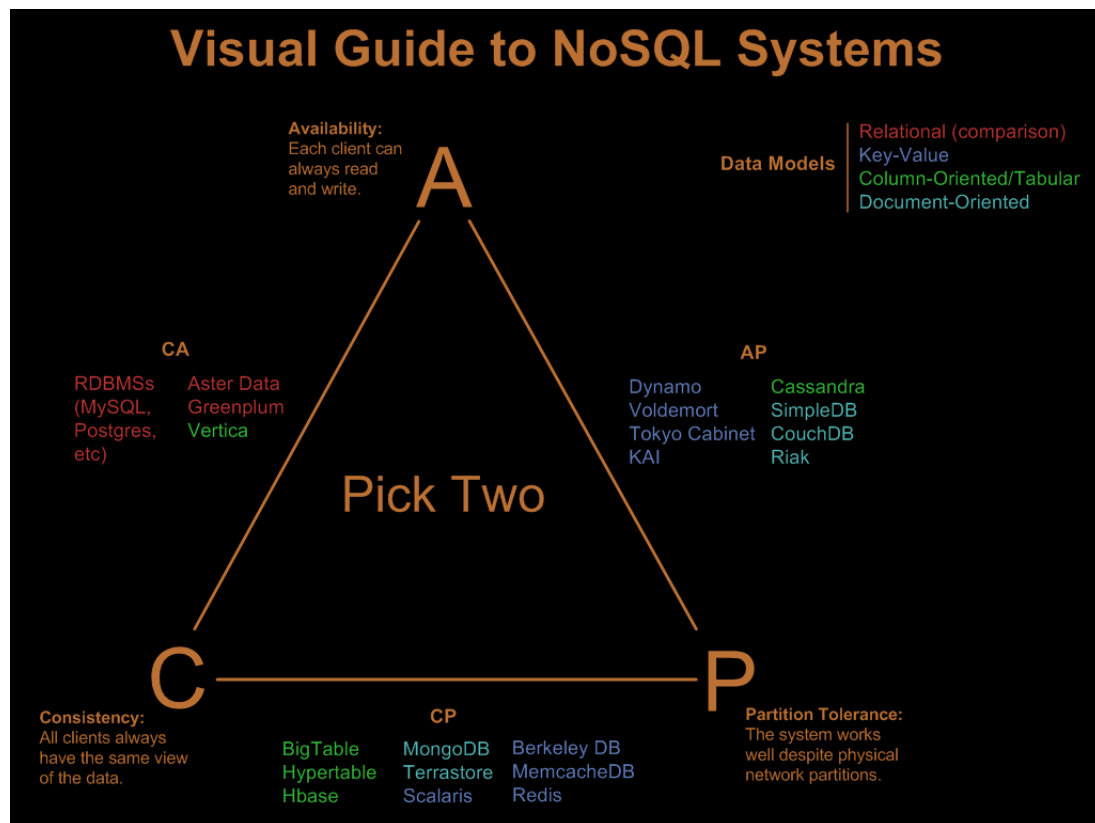 Visual Guide to NoSQL Systems
Availability:
Each client can
always read
and write.
A
Data Models
Relational (comparison)
Key-Value
Column-Oriented/Tabular
Document-Oriented
CA
RDBMSs
(MySQL,
Postgres,
etc)
Aster Data
Greenplum
Vertica
AP
Dynamo
Voldemort
Tokyo Cabinet
KAI
Cassandra
SimpleDB
CouchDB
Riak
Pick Two
C
Consistency:
All clients always
have the same view
of the data.
P
Partition Tolerance:
The system works
well despite physical
network partitions.
CP
BigTable
Hypertable
Hbase
MongoDB
Terrastore
Scalaris
Berkeley DB
MemcacheDB
Redis